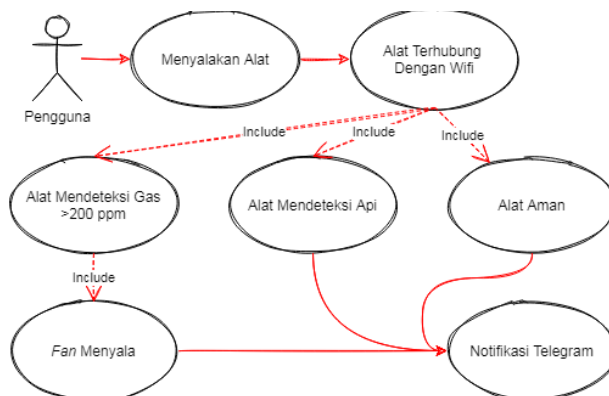 Menyalakan Alat
Alat Terhubung
Dengan Wifi
Pengguna
Include
Include
Include
Alat Mendeteksi Gas
>200 ppm
Alat Mendeteksi Api
Alat Aman
Include
Fan Menyala
Notifikasi Telegram